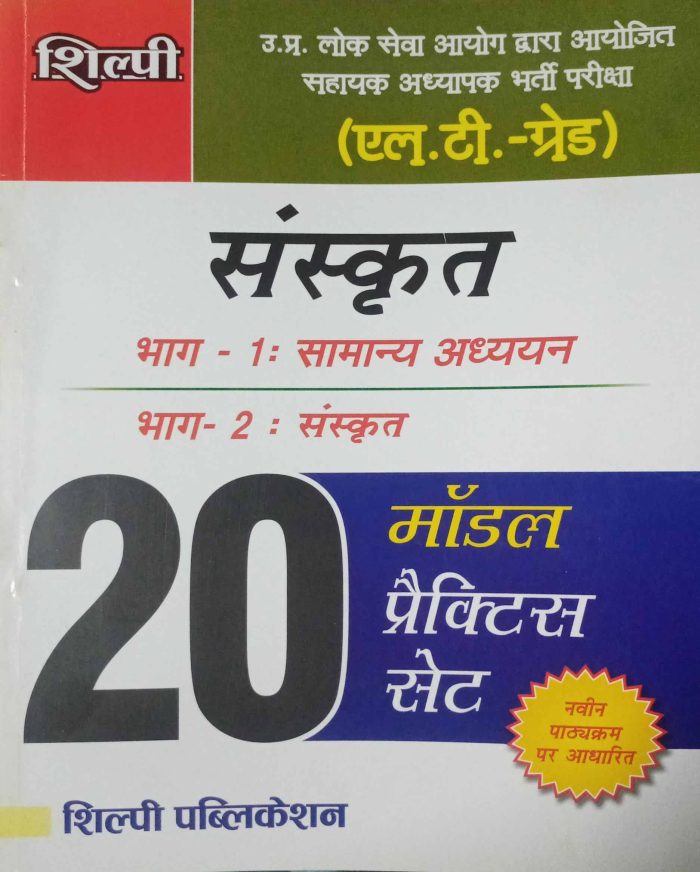 शिल्पी
उ.प्र. लोक सेवा आयोग द्वारा आयोजित
सहायक अध्यापक भर्ती परीक्षा
(एल.टी.-ग्रेड)
संस्कृत
भाग - 1: सामान्य अध्ययन
भाग- 2 : संस्कृत
20
मॉडल
प्रैक्टिस
सेट
नवीन
पाठ्यक्रम
पर आधारित
शिल्पी पब्लिकेशन